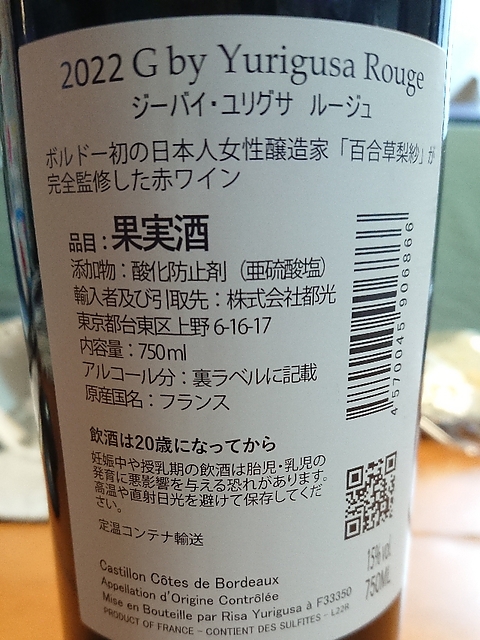 2022 G by Yurigusa Rouge
ジーバイ・ユリグサ ルージュ
ボルドー初の日本人女性醸造家「百合草梨紗」が
完全監修した赤ワイン
品目：果実酒
添加物：酸化防止剤（亜硫酸塩）
輸入者及び引取先：株式会社都光
東京都台東区上野 6-16-17
内容量：750ml
アルコール分：裏ラベルに記載
原産国名：フランス
4 570045 906866
飲酒は20歳になってから
妊娠中や授乳期の飲酒は胎児・乳児の
発育に悪影響を与える恐れがあります。
高温や直射日光を避けて保存してくだ
さい。
定温コンテナ輸送
15% vol.
750ML
Castillon Côtes de Bordeaux
Appellation d'Origine Contrôlée
Mise en Bouteille par Risa Yurigusa à F33350
PRODUCT OF FRANCE - CONTIENT DES SULFITES - L22R